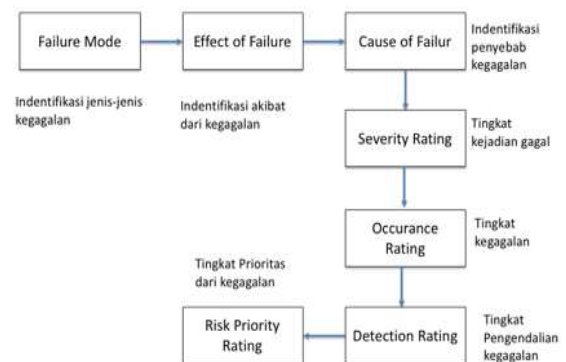 Failure Mode
Effect of Failure
Cause of Failur
Indentifikasi
penyebab
kegagalan
Indentifikasi jenis-jenis
kegagalan
Indentifikasi akibat
dari kegagalan
Severity Rating
Tingkat
kejadian gagal
Occurance
Rating
Tingkat
kegagalan
Tingkat Prioritas
dari kegagalan
Risk Priority
Rating
Detection Rating
Tingkat
Pengendalian
kegagalan